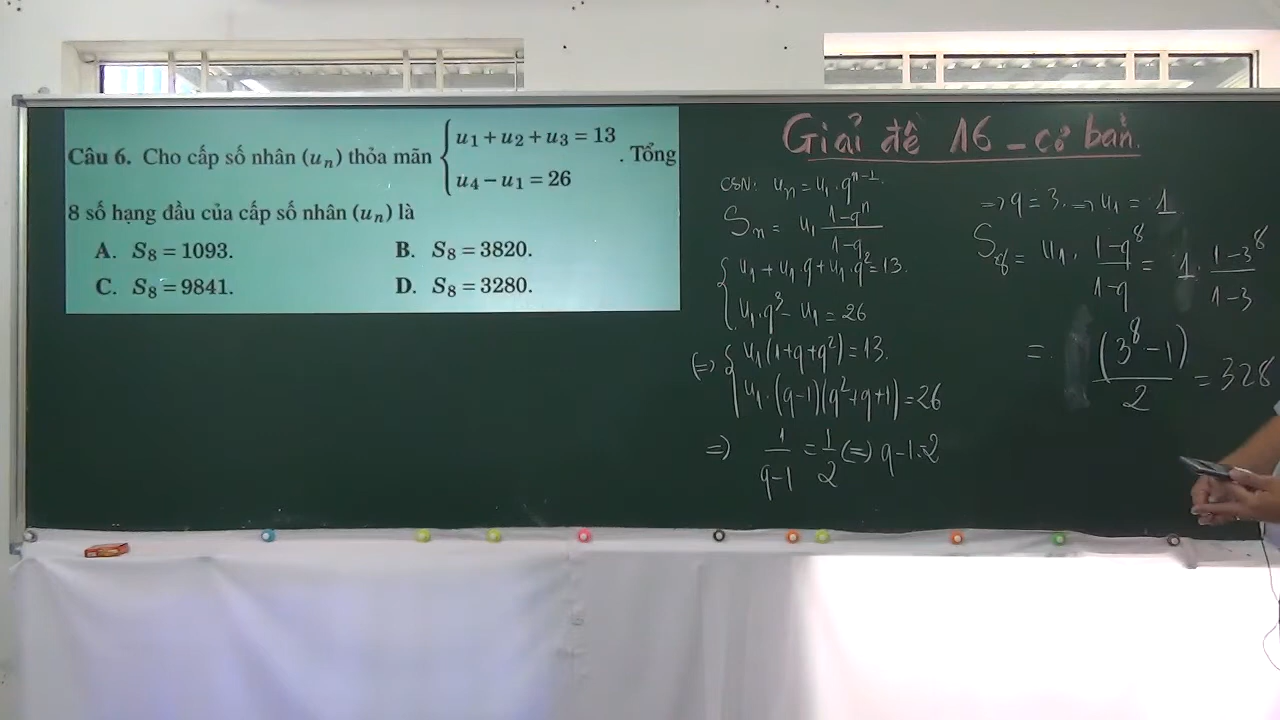 Câu 6. Cho cấp số nhân (uₙ) thỏa mãn { u₁ + u₂ + u₃ = 13
u₄ − u₁ = 26 . Tổng
8 số hạng đầu của cấp số nhân (uₙ) là
A. S₈ = 1093. B. S₈ = 3820.
C. S₈ = 9841. D. S₈ = 3280.
Giải đề 16 - cơ bản.
CSN: uₙ = u₁.qⁿ⁻¹.
Sₙ = u₁ (1-qⁿ)/(1-q)
{ u₁ + u₁.q + u₁.q² = 13.
u₁.q³ - u₁ = 26
(=) { u₁(1+q+q²) = 13.
u₁.(q-1)(q²+q+1) = 26
=) 1/(q-1) = 1/2 (=) q-1=2
=> q = 3. => u₁ = 1
S₈ = u₁. (1-q⁸)/(1-q) = 1. (1-3⁸)/(1-3)
= (3⁸-1)/2 = 328